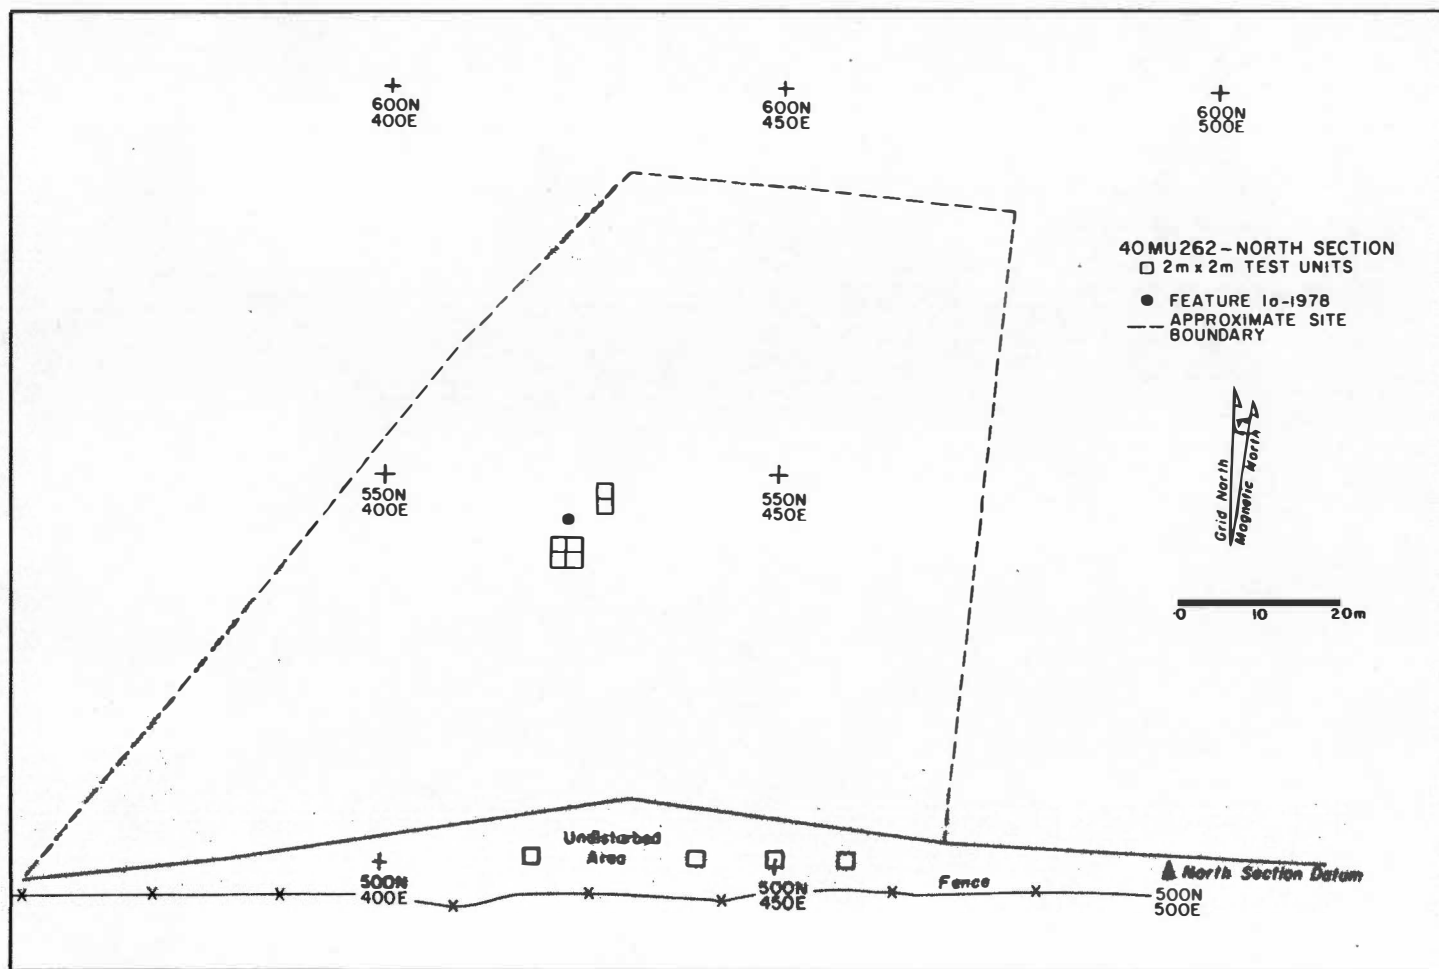 600N
400E
600N
450E
600N
500E
40MU262-NORTH SECTION
2m x 2m TEST UNITS
FEATURE 1a-1978
APPROXIMATE SITE
BOUNDARY
550N
400E
550N
450E
Grid North
Magnetic North
0 10 20m
Undisturbed
Area
500N
400E
500N
450E
Fence
North Section Datum
500N
500E